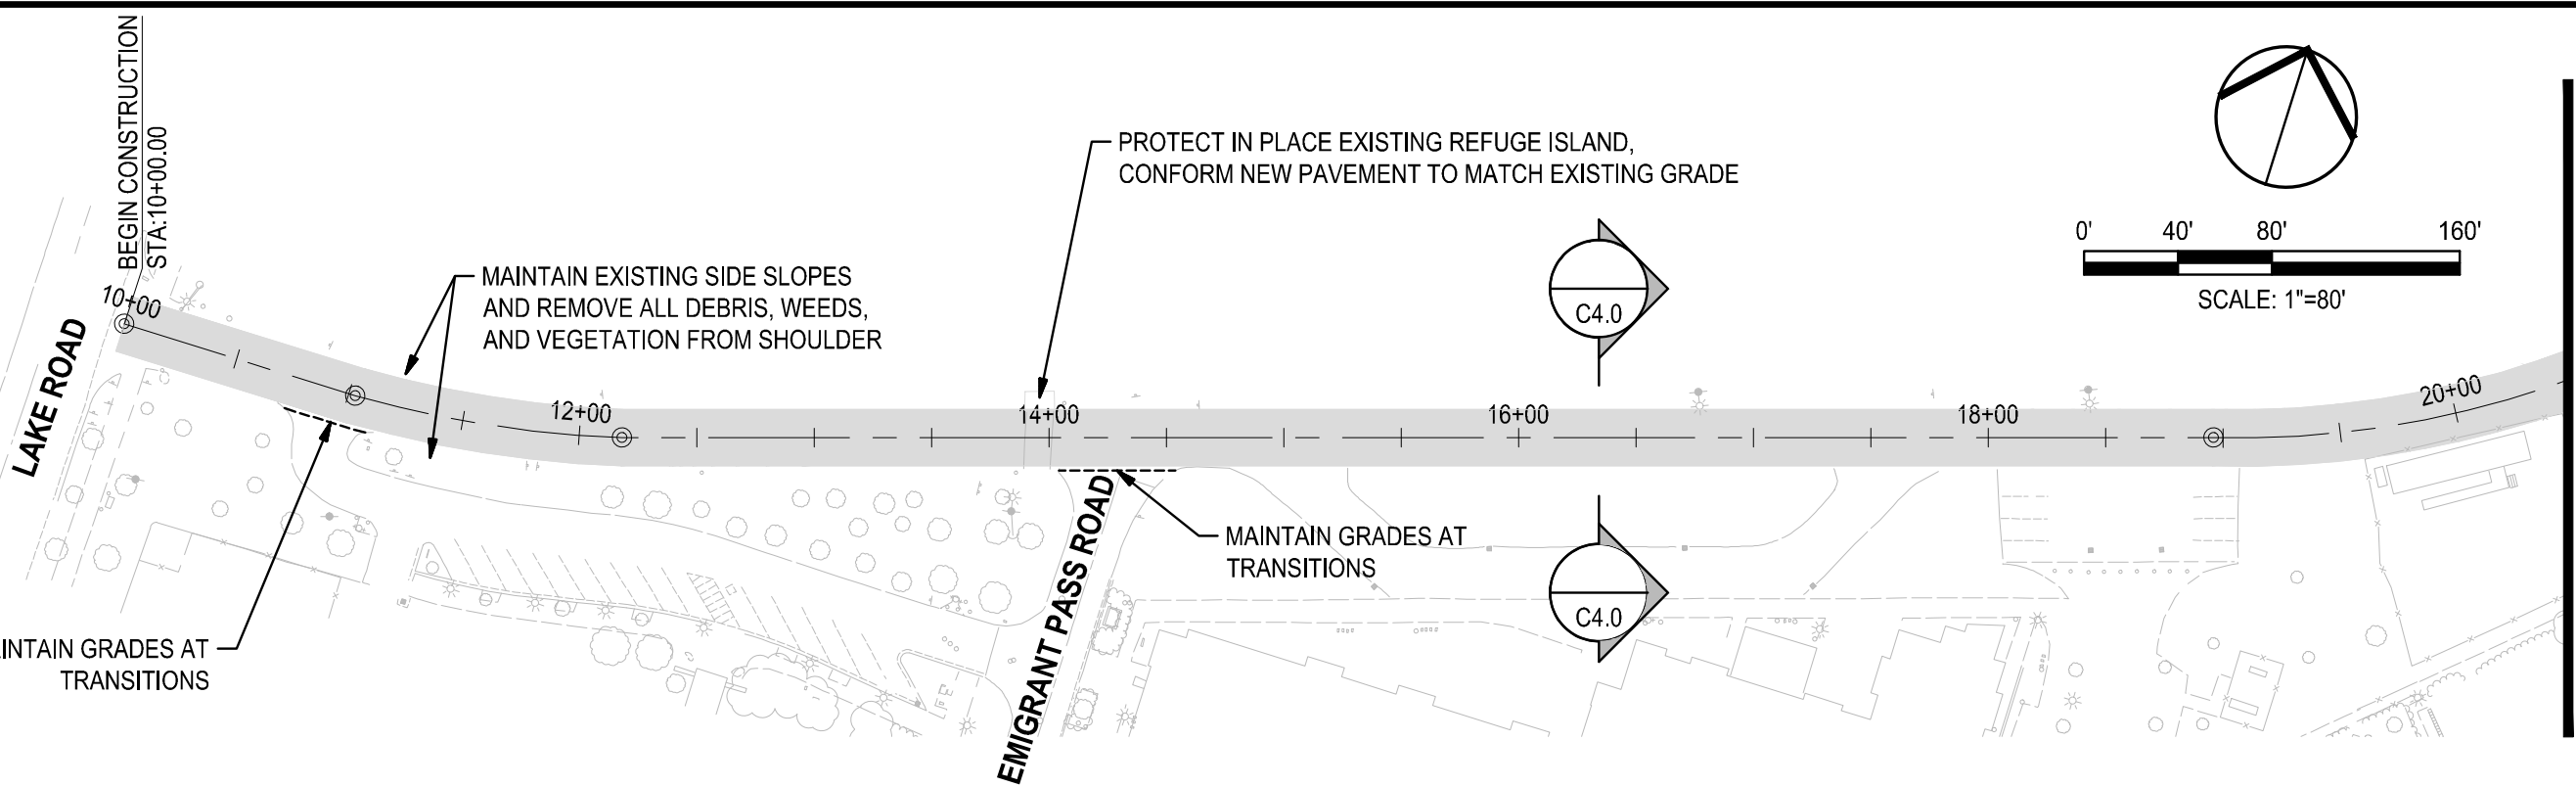 BEGIN CONSTRUCTION
STA:10+00.00
PROTECT IN PLACE EXISTING REFUGE ISLAND,
CONFORM NEW PAVEMENT TO MATCH EXISTING GRADE
0' 40' 80' 160'
SCALE: 1"=80'
MAINTAIN EXISTING SIDE SLOPES
AND REMOVE ALL DEBRIS, WEEDS,
AND VEGETATION FROM SHOULDER
C4.0
10+00
12+00
14+00
16+00
18+00
20+00
LAKE ROAD
MAINTAIN GRADES AT
TRANSITIONS
EMIGRANT PASS ROAD
C4.0
INTAIN GRADES AT
TRANSITIONS